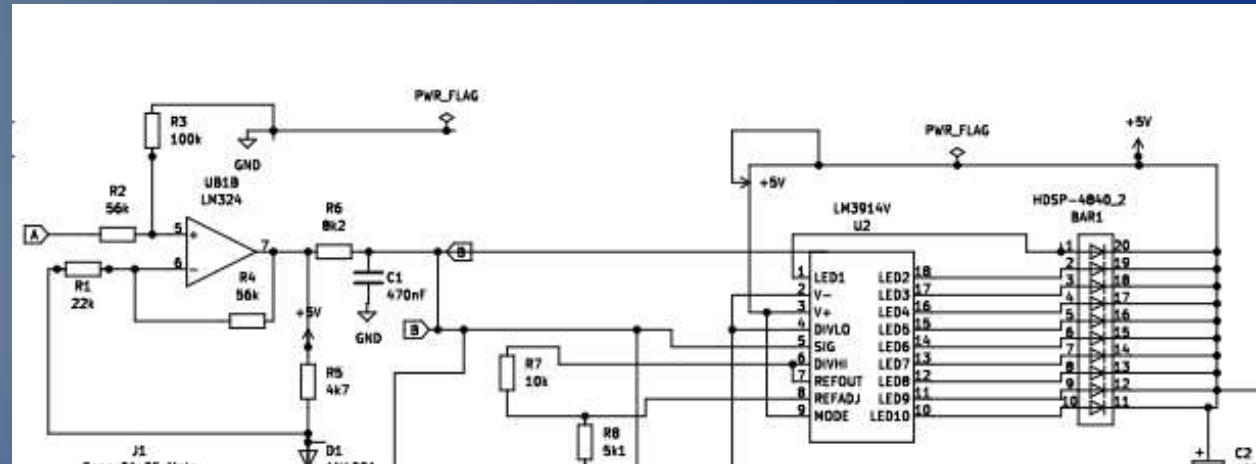 PWR_FLAG
R3
100k
GND
UB1B
LM324
R2
56k
A
5
+
6
-
7
R1
22k
R4
56k
R6
8k2
B
C1
470nF
GND
B
+5V
R5
4k7
J1
D1
R7
10k
R8
5k1
PWR_FLAG
+5V
+5V
LM3914V
U2
HDSP-4840_2
BAR1
1 LED1 LED2 18
2 V- LED3 17
3 V+ LED4 16
4 DIVLO LED5 15
5 SIG LED6 14
6 DIVHI LED7 13
7 REFOUT LED8 12
8 REFADJ LED9 11
9 MODE LED10 10
1 20
2 19
3 18
4 17
5 16
6 15
7 14
8 13
9 12
10 11
+
C2